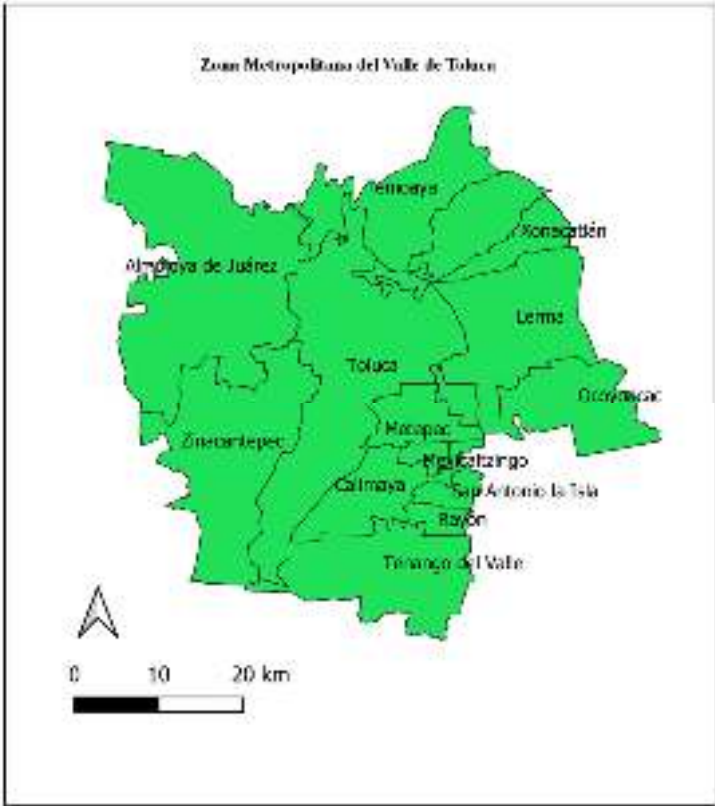 Zona Metropolitana del Valle de Toluca
Temoaya
Xonacatlán
Almoloya de Juárez
Lerma
Toluca
Ocoyoacac
Metepec
Zinacantepec
Mexicaltzingo
Calimaya
San Antonio la Isla
Rayón
Tenango del Valle
0 10 20 km